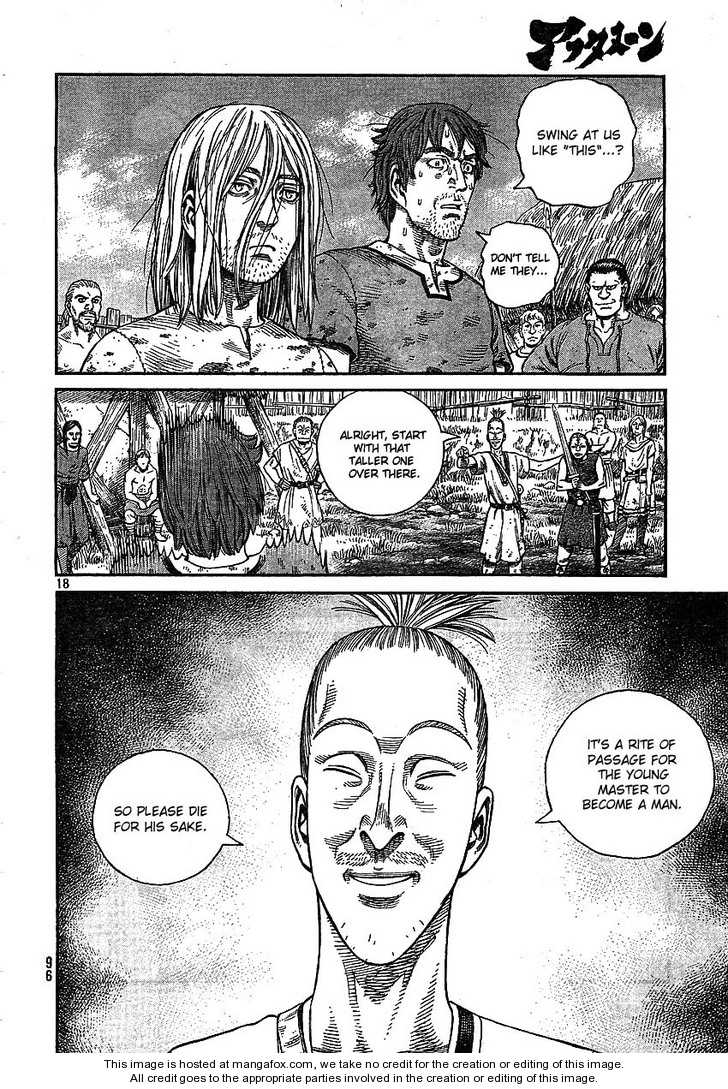 アフタヌーン
SWING AT US
LIKE "THIS"...?
DON'T TELL
ME THEY...
ALRIGHT, START
WITH THAT
TALLER ONE
OVER THERE.
18
IT'S A RITE OF
PASSAGE FOR
THE YOUNG
MASTER TO
BECOME A MAN.
SO PLEASE DIE
FOR HIS SAKE.
96
This image is hosted at mangafox.com, we take no credit for the creation or editing of this image.
All credit goes to the appropriate parties involved in the creation or editing of this image.